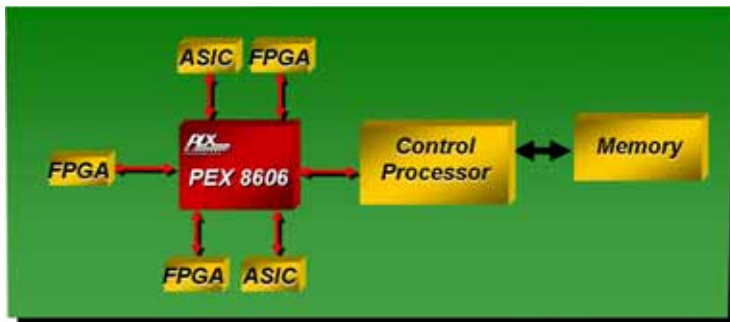 ASIC FPGA
PLX
PEX 8606
FPGA
Control
Processor
Memory
FPGA ASIC